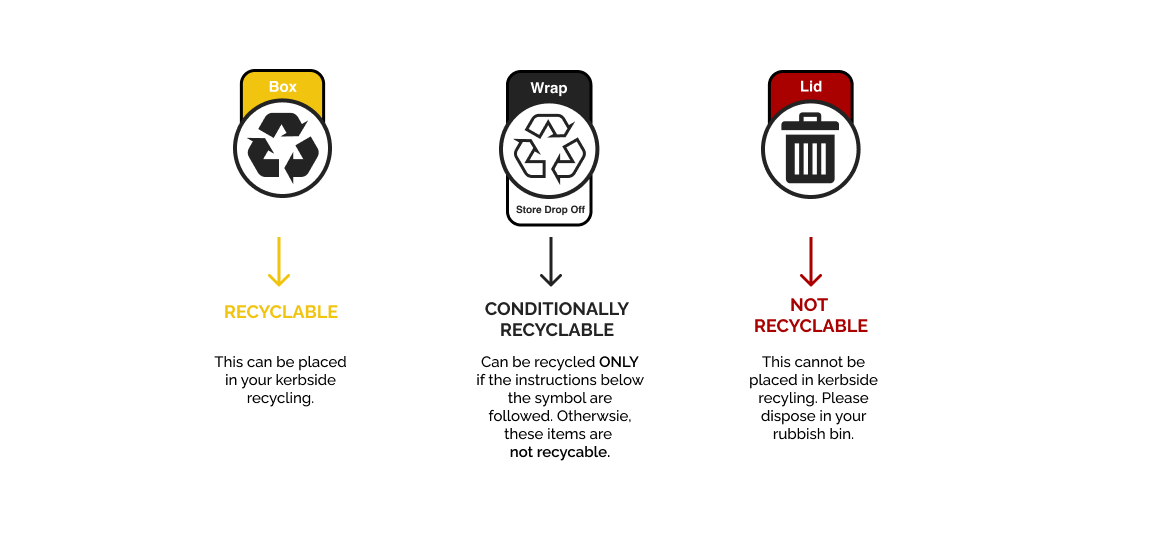 Box
RECYCLABLE
This can be placed
in your kerbside
recycling.
Wrap
Store Drop Off
CONDITIONALLY
RECYCLABLE
Can be recycled ONLY
if the instructions below
the symbol are
followed. Otherwsie,
these items are
not recycable.
Lid
NOT
RECYCLABLE
This cannot be
placed in kerbside
recyling. Please
dispose in your
rubbish bin.